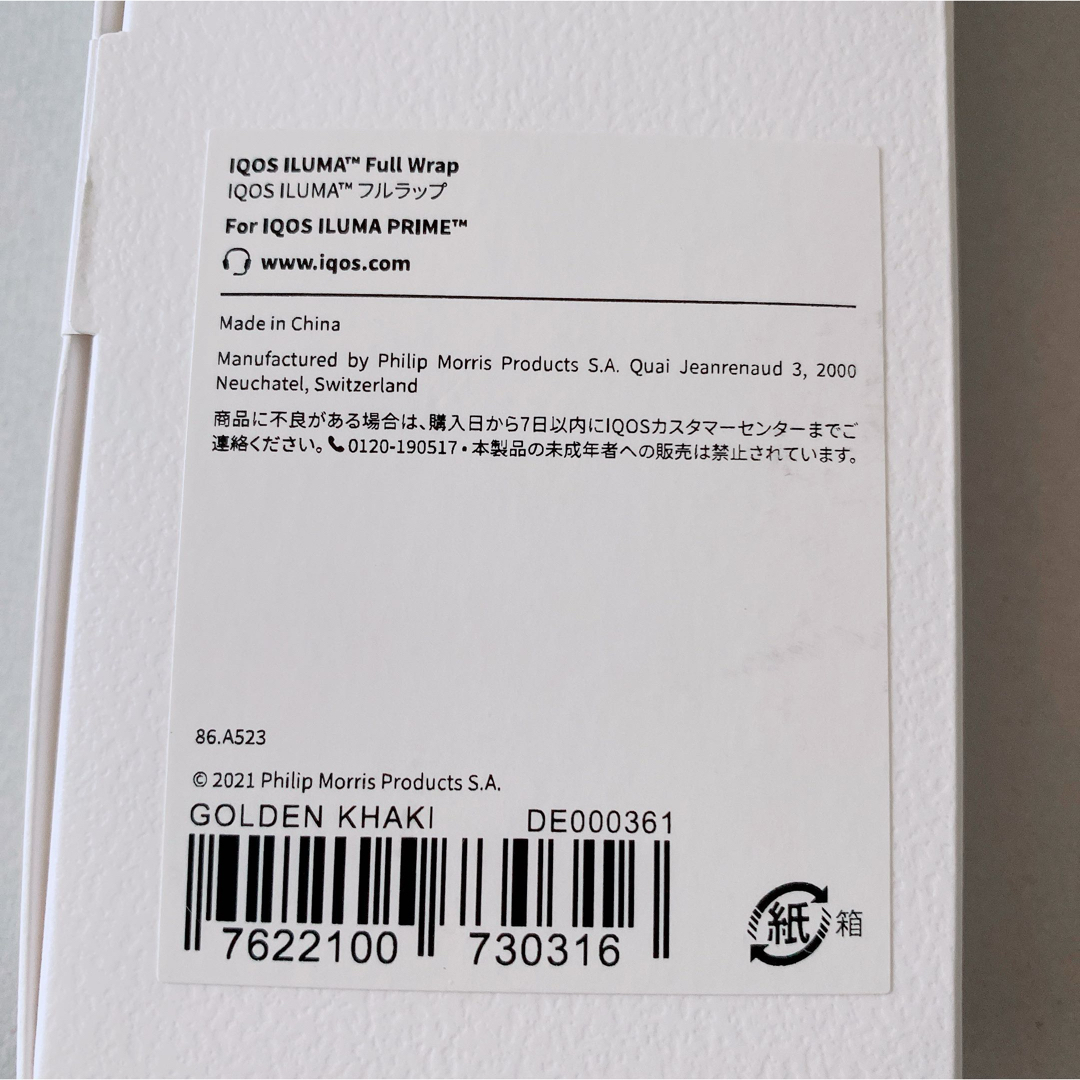 IQOS ILUMA™ Full Wrap
IQOS ILUMA™ フルラップ
For IQOS ILUMA PRIME™
www.iqos.com
Made in China
Manufactured by Philip Morris Products S.A. Quai Jeanrenaud 3, 2000
Neuchatel, Switzerland
商品に不良がある場合は、購入日から7日以内にIQOSカスタマーセンターまでご
連絡ください。📞0120-190517・本製品の未成年者への販売は禁止されています。
86.A523
© 2021 Philip Morris Products S.A.
GOLDEN KHAKI DE000361
7622100 730316
紙 箱